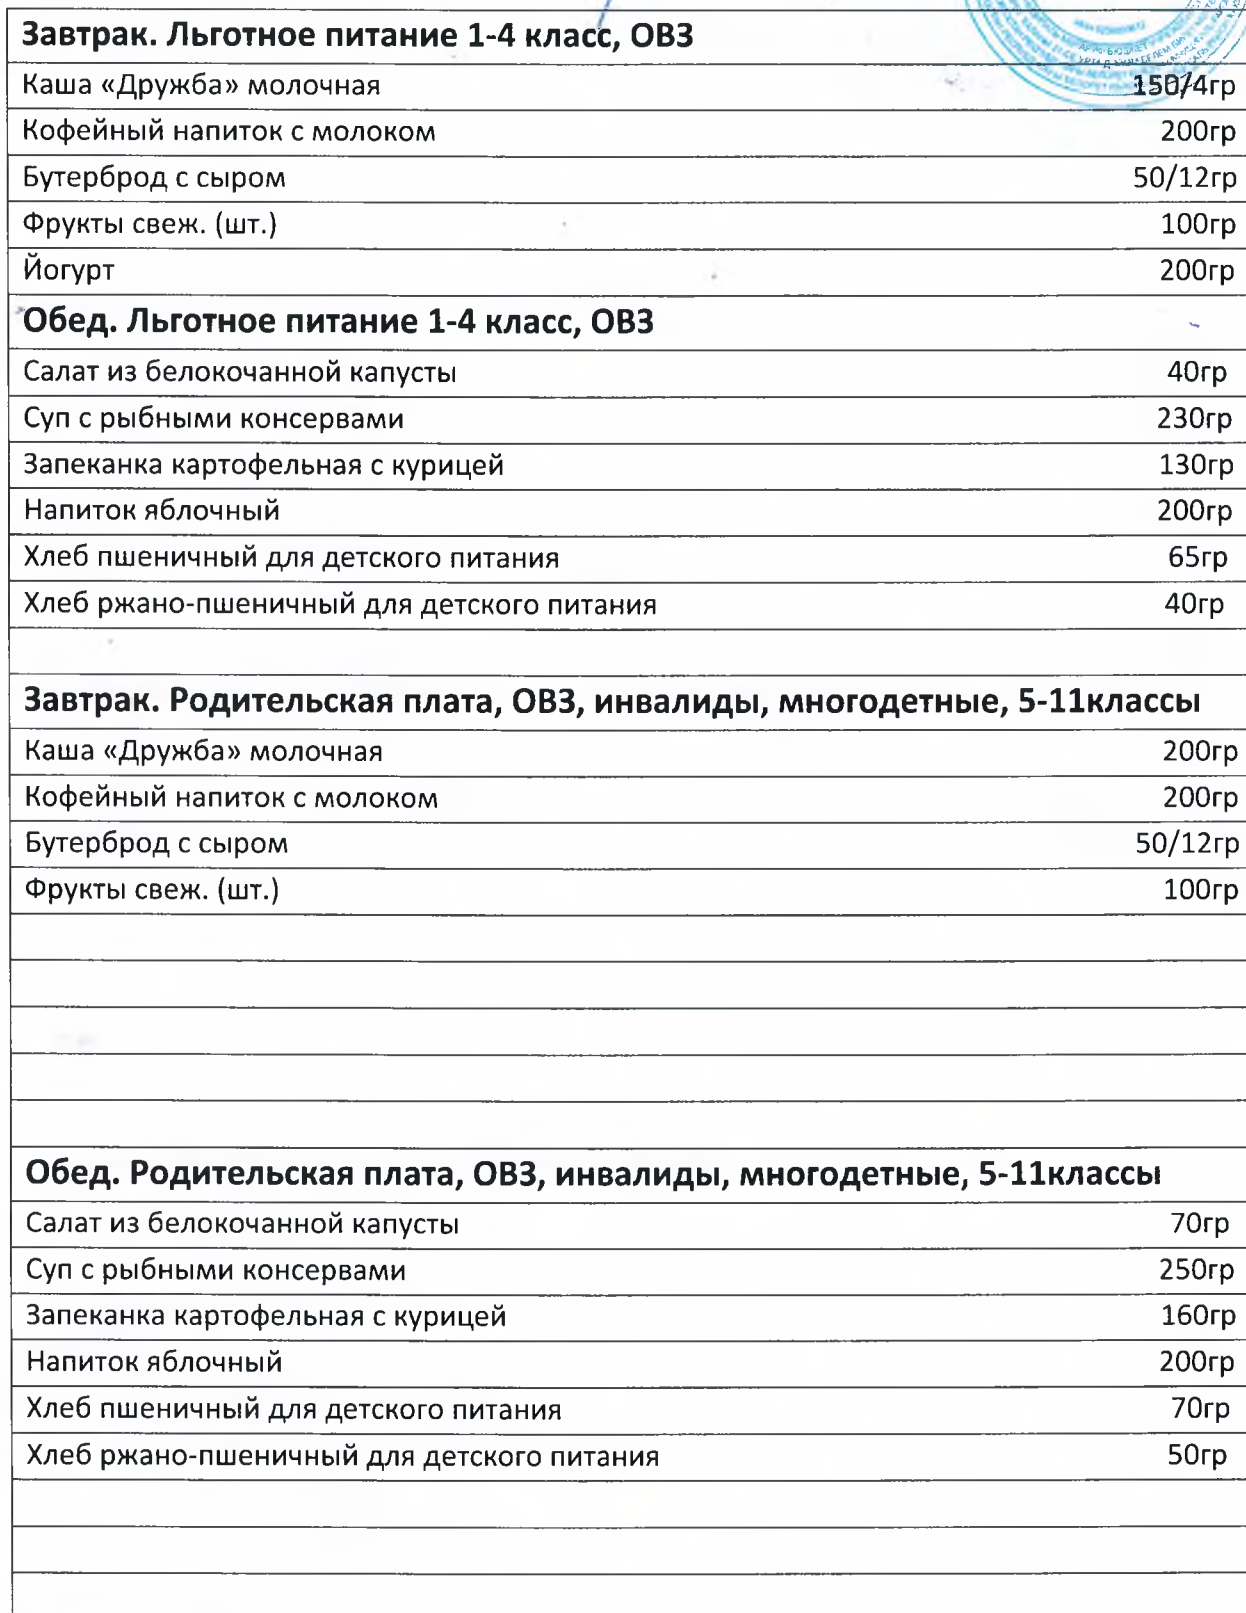 Завтрак. Льготное питание 1-4 класс, ОВЗ
Каша «Дружба» молочная 150/4гр
Кофейный напиток с молоком 200гр
Бутерброд с сыром 50/12гр
Фрукты свеж. (шт.) 100гр
Йогурт 200гр
Обед. Льготное питание 1-4 класс, ОВЗ
Салат из белокочанной капусты 40гр
Суп с рыбными консервами 230гр
Запеканка картофельная с курицей 130гр
Напиток яблочный 200гр
Хлеб пшеничный для детского питания 65гр
Хлеб ржано-пшеничный для детского питания 40гр
Завтрак. Родительская плата, ОВЗ, инвалиды, многодетные, 5-11классы
Каша «Дружба» молочная 200гр
Кофейный напиток с молоком 200гр
Бутерброд с сыром 50/12гр
Фрукты свеж. (шт.) 100гр
Обед. Родительская плата, ОВЗ, инвалиды, многодетные, 5-11классы
Салат из белокочанной капусты 70гр
Суп с рыбными консервами 250гр
Запеканка картофельная с курицей 160гр
Напиток яблочный 200гр
Хлеб пшеничный для детского питания 70гр
Хлеб ржано-пшеничный для детского питания 50гр